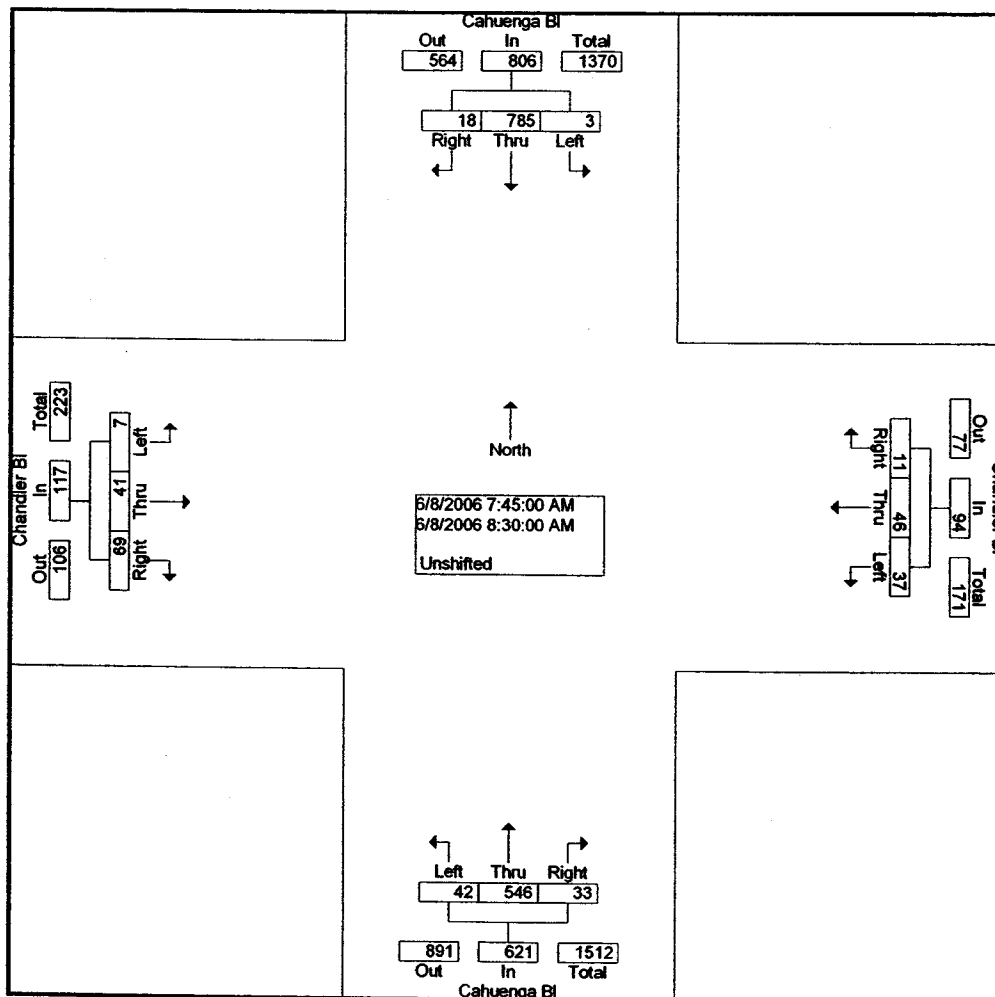 Cahuenga Bl
Out In Total
564 806 1370
18 785 3
Right Thru Left
Chandler Bl
Total In Out
223 117 106
7 41 69
Left Thru Right
North
6/8/2006 7:45:00 AM
6/8/2006 8:30:00 AM
Unshifted
Right Thru Left
11 46 37
77 94 171
Out In Total
Left Thru Right
42 546 33
891 621 1512
Out In Total
Cahuenga Bl